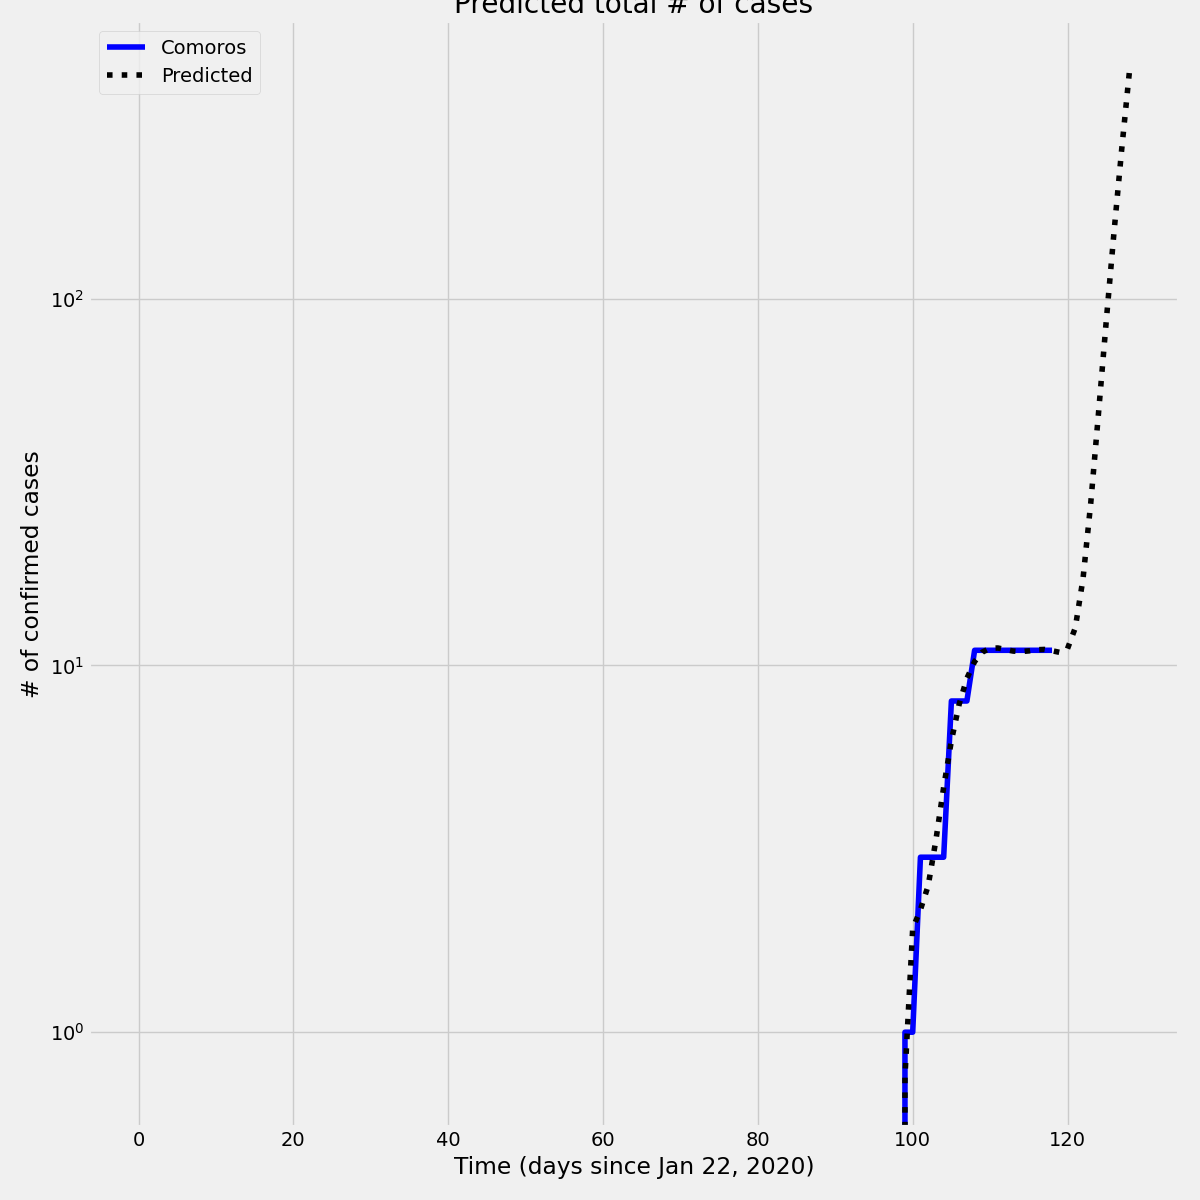 Predicted total # of cases
Comoros
Predicted
10²
10¹
10⁰
# of confirmed cases
0 20 40 60 80 100 120
Time (days since Jan 22, 2020)